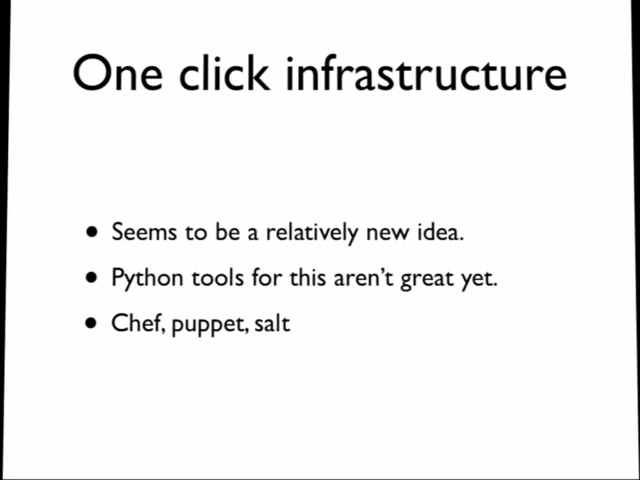 One click infrastructure
• Seems to be a relatively new idea.
• Python tools for this aren't great yet.
• Chef, puppet, salt